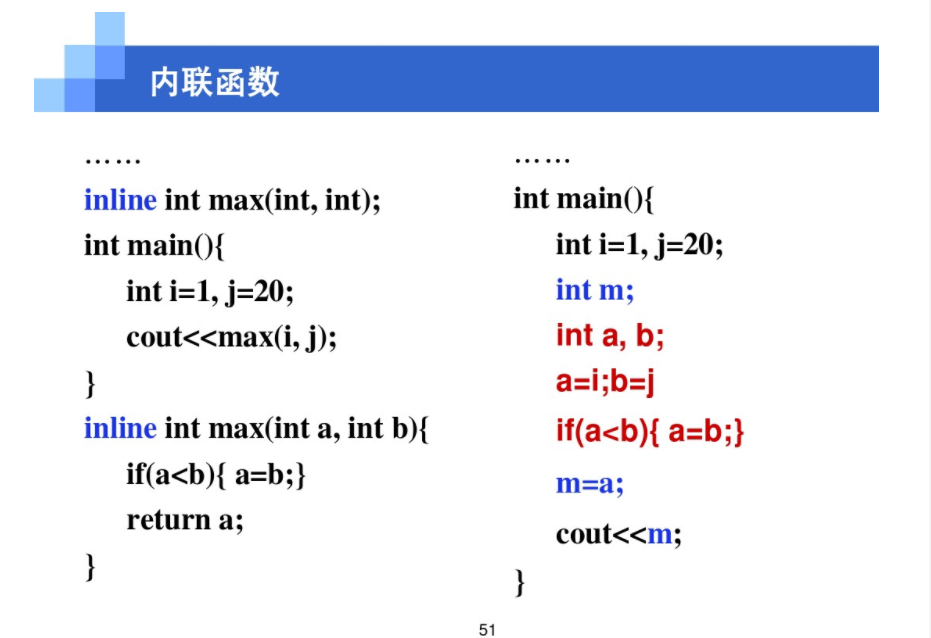 内联函数
……
inline int max(int, int);
int main(){
int i=1, j=20;
cout<<max(i, j);
}
inline int max(int a, int b){
if(a<b){ a=b;}
return a;
}
……
int main(){
int i=1, j=20;
int m;
int a, b;
a=i;b=j
if(a<b){ a=b;}
m=a;
cout<<m;
}
51